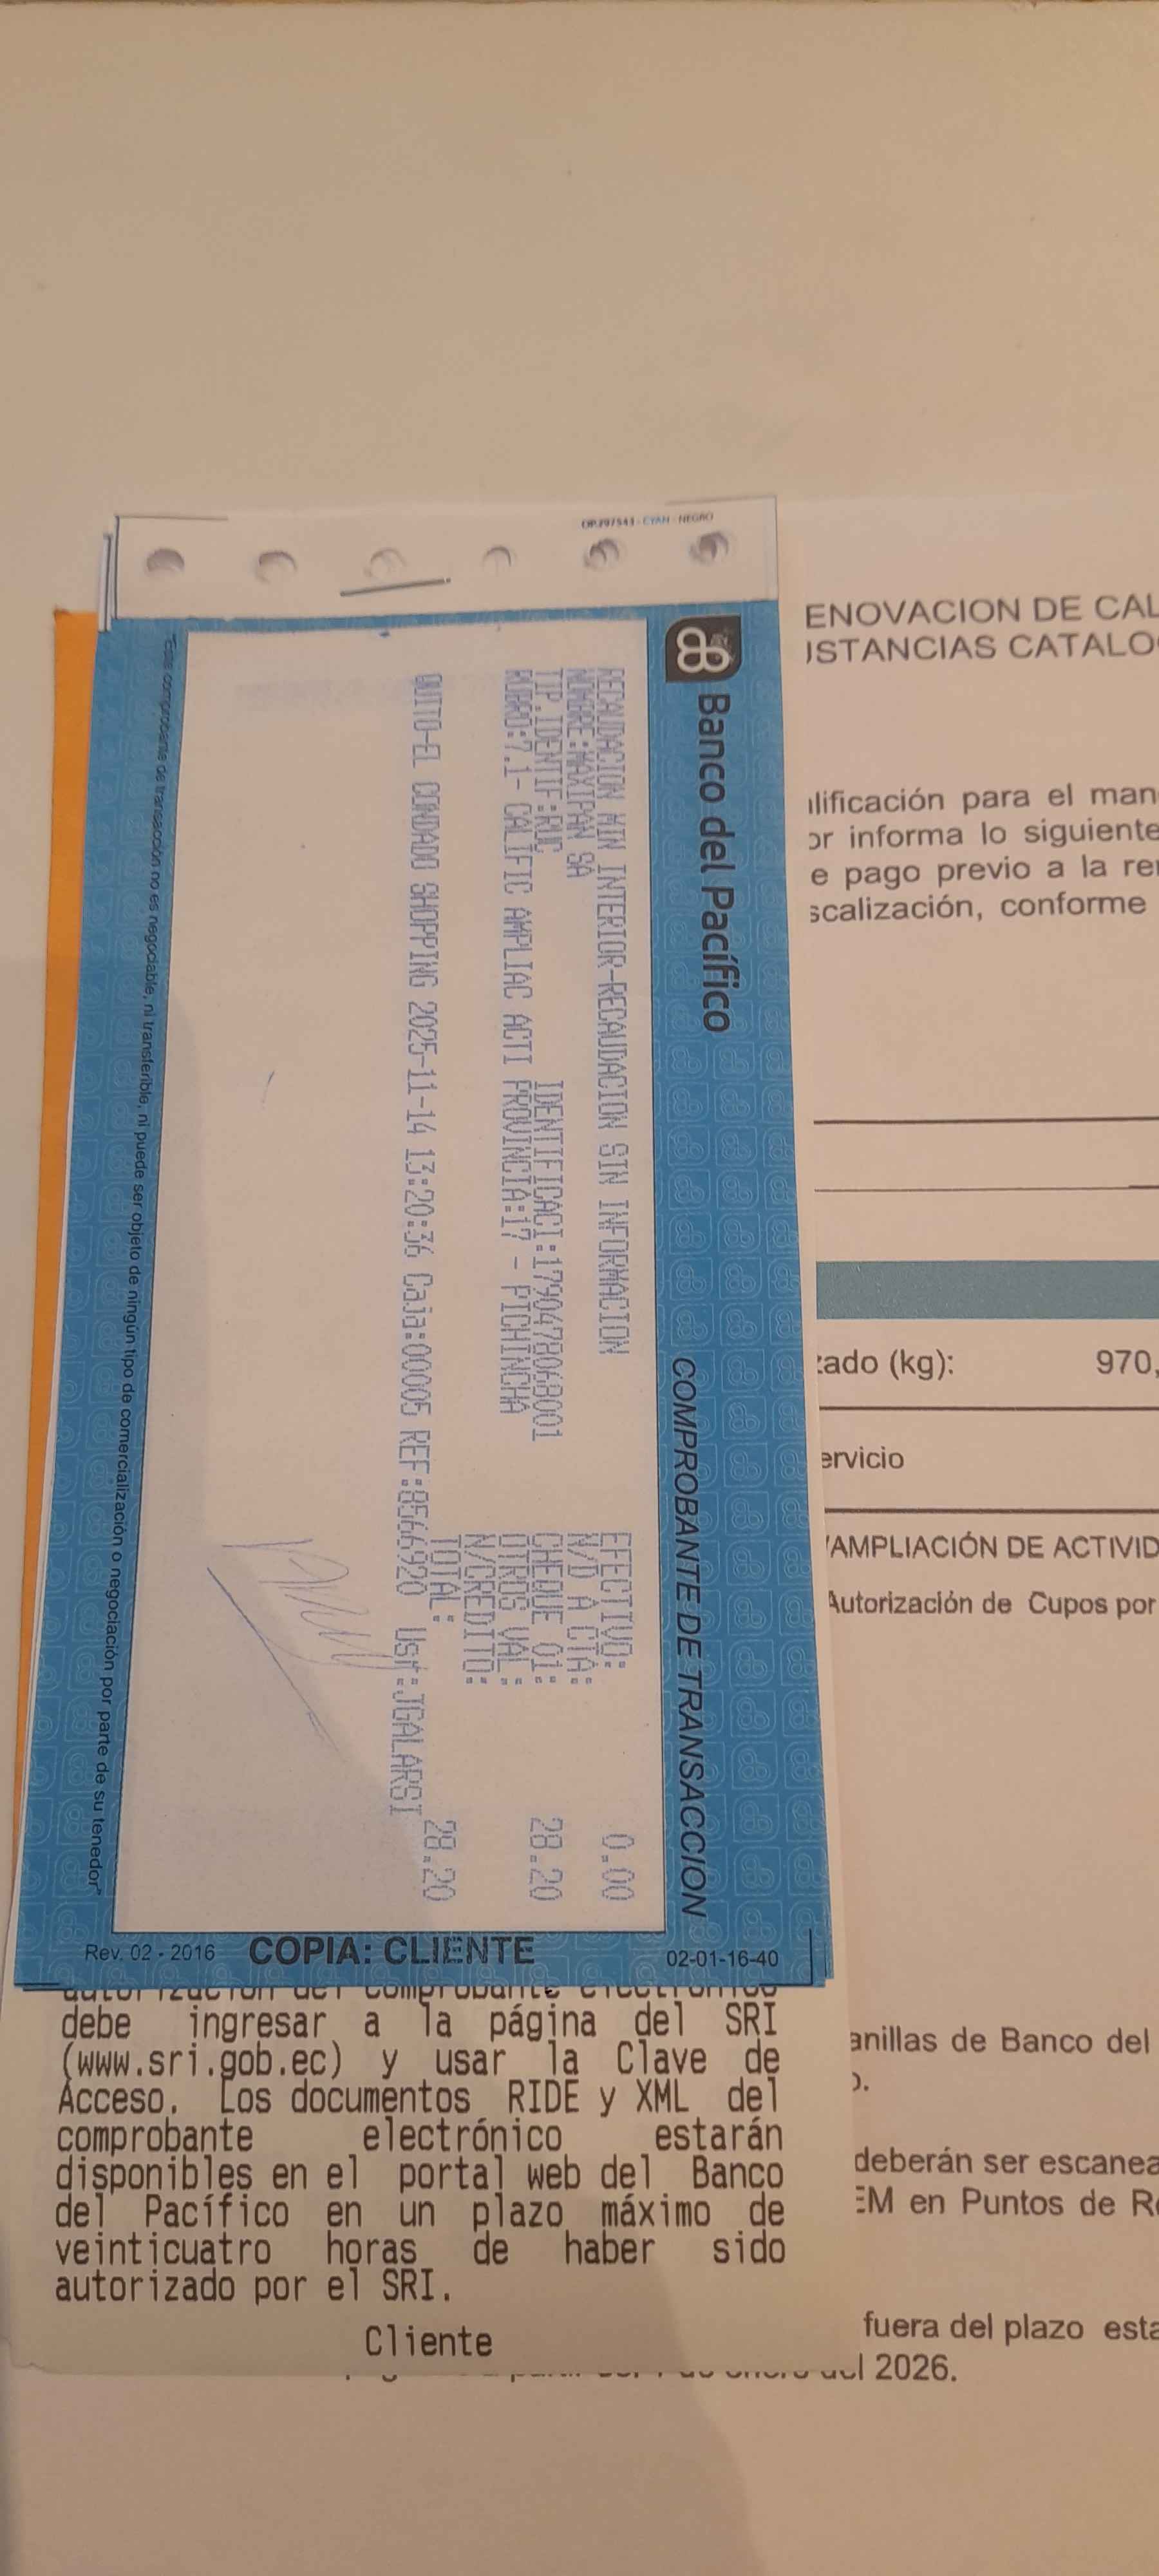 OP.297543 - CYAN - NEGRO
Banco del Pacífico
COMPROBANTE DE TRANSACCION
RECAUDACION MIN INTERIOR-RECAUDACION SIN INFORMACION
EFECTIVO: 0.00
NOMBRE:MAXIPAN SA
N/D A CTA:
TIP.IDENTIF:RUC IDENTIFICACI:1790478068001
CHEQUE 01: 28.20
RUBRO:7.1- CALIFIC AMPLIAC ACTI PROVINCIA:17 - PICHINCHA
OTROS VAL.:
N/CREDITO:
TOTAL: 28.20
QUITO-EL CONDADO SHOPPING 2025-11-14 13:20:36 Caja:00005 REF:8566920 Usr:JGALARSI
"Este comprobante de transacción no es negociable, ni transferible, ni puede ser objeto de ningún tipo de comercialización o negociación por parte de su tenedor"
Rev. 02 - 2016 COPIA: CLIENTE 02-01-16-40
autorización del comprobante electrónico
debe ingresar a la página del SRI
(www.sri.gob.ec) y usar la Clave de
Acceso. Los documentos RIDE y XML del
comprobante electrónico estarán
disponibles en el portal web del Banco
del Pacífico en un plazo máximo de
veinticuatro horas de haber sido
autorizado por el SRI.
Cliente
ENOVACION DE CAL
ISTANCIAS CATALO
lificación para el man
or informa lo siguiente
e pago previo a la re
scalización, conforme
zado (kg): 970,
ervicio
/AMPLIACIÓN DE ACTIVID
Autorización de Cupos por
anillas de Banco del
o.
deberán ser escanea
EM en Puntos de R
fuera del plazo esta
del 2026.